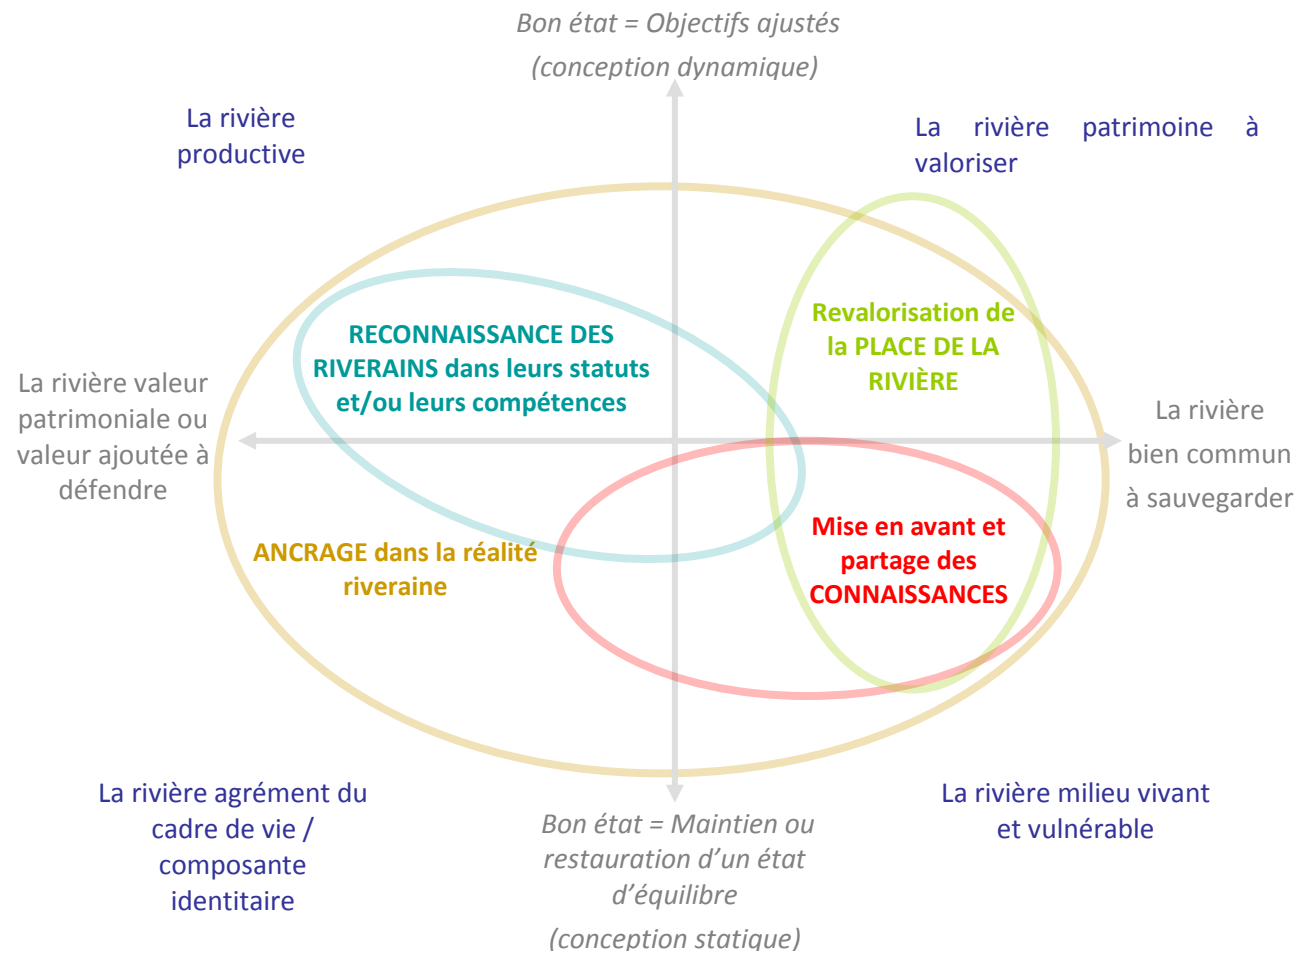 Bon état = Objectifs ajustés
(conception dynamique)
La rivière
productive
La rivière patrimoine à
valoriser
RECONNAISSANCE DES
RIVERAINS dans leurs statuts
et/ou leurs compétences
Revalorisation de
la PLACE DE LA
RIVIÈRE
La rivière valeur
patrimoniale ou
valeur ajoutée à
défendre
La rivière
bien commun
à sauvegarder
ANCRAGE dans la réalité
riveraine
Mise en avant et
partage des
CONNAISSANCES
La rivière agrément du
cadre de vie /
composante
identitaire
Bon état = Maintien ou
restauration d’un état
d’équilibre
(conception statique)
La rivière milieu vivant
et vulnérable